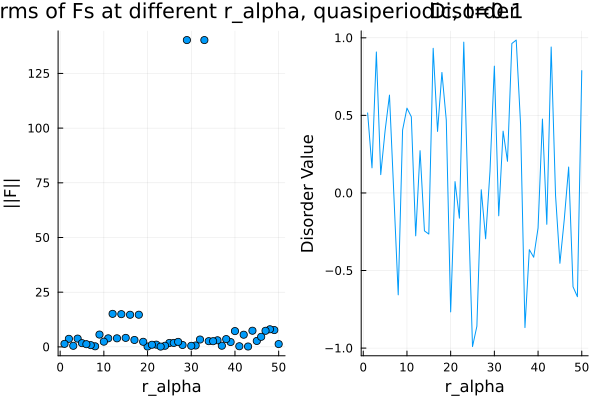 rms of Fs at different r_alpha, quasiperiodic, t=0.1
Disorder
||F||
125
100
75
50
25
0
0 10 20 30 40 50
r_alpha
Disorder Value
1.0
0.5
0.0
−0.5
−1.0
0 10 20 30 40 50
r_alpha